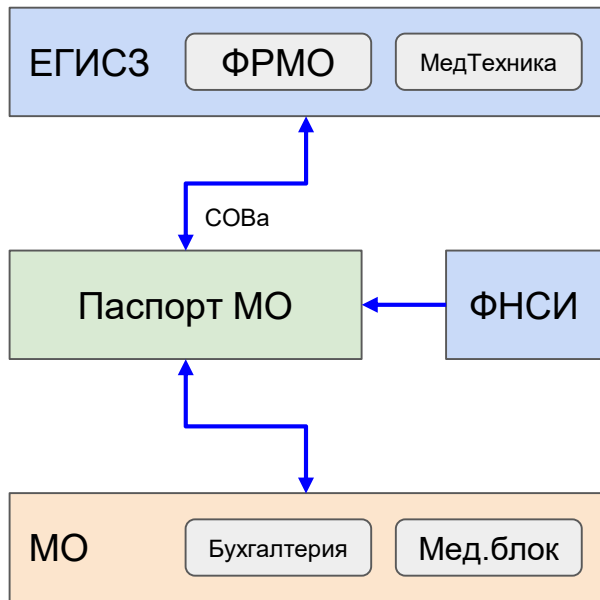 ЕГИСЗ
ФРМО
МедТехника
СОВа
Паспорт МО
ФНСИ
МО
Бухгалтерия
Мед.блок